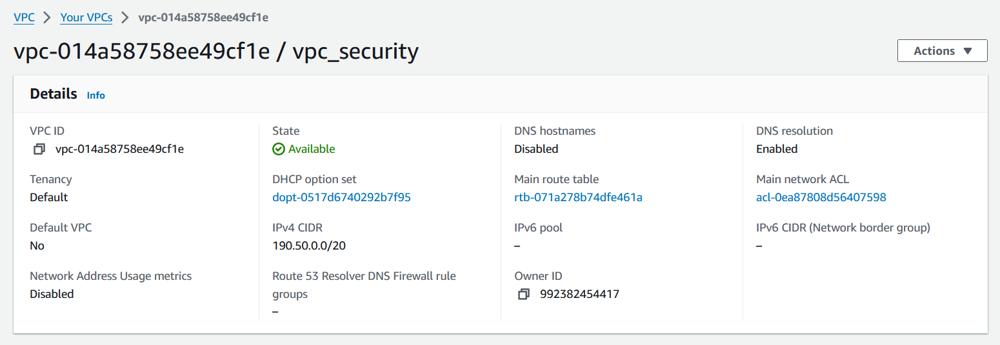 VPC > Your VPCs > vpc-014a58758ee49cf1e
vpc-014a58758ee49cf1e / vpc_security
Actions
Details Info
VPC ID
vpc-014a58758ee49cf1e
State
Available
DNS hostnames
Disabled
DNS resolution
Enabled
Tenancy
Default
DHCP option set
dopt-0517d6740292b7f95
Main route table
rtb-071a278b74dfe461a
Main network ACL
acl-0ea87808d56407598
Default VPC
No
IPv4 CIDR
190.50.0.0/20
IPv6 pool
–
IPv6 CIDR (Network border group)
–
Network Address Usage metrics
Disabled
Route 53 Resolver DNS Firewall rule
groups
–
Owner ID
992382454417